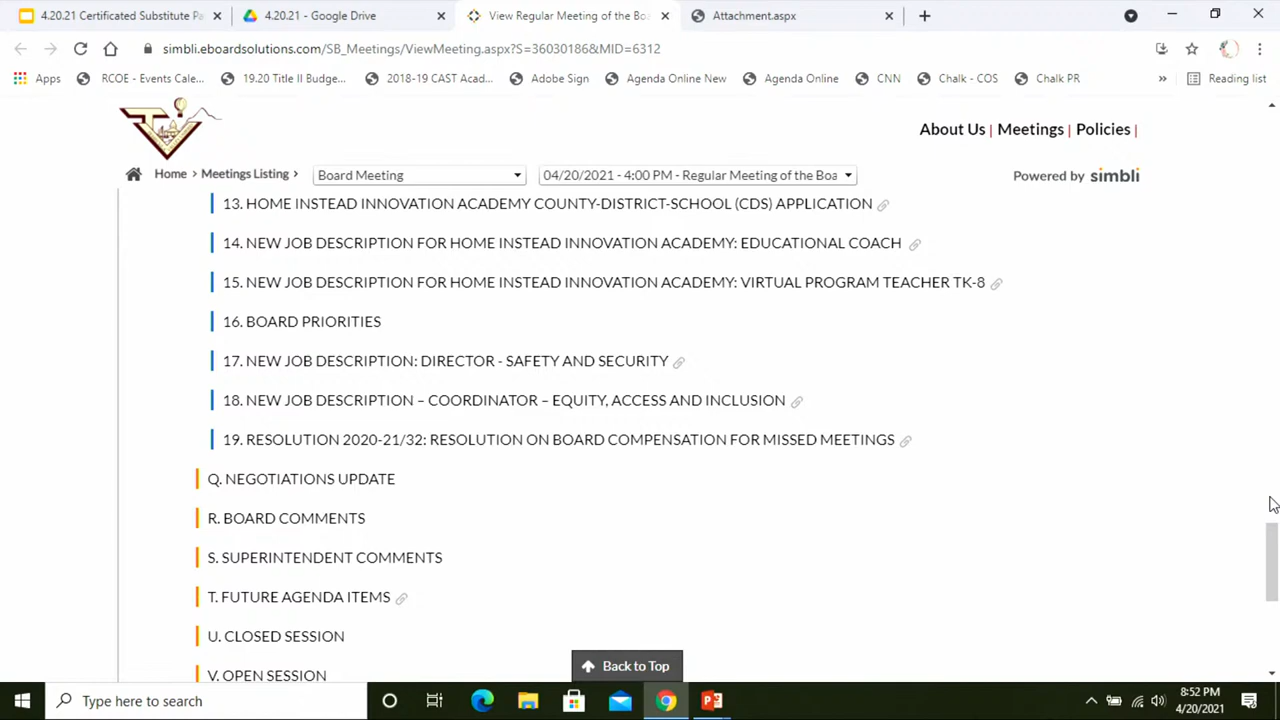 4.20.21 Certificated Substitute Pa
4.20.21 - Google Drive
View Regular Meeting of the Boa
Attachment.aspx
simbli.eboardsolutions.com/SB_Meetings/ViewMeeting.aspx?S=36030186&MID=6312
Apps
RCOE - Events Cale...
19.20 Title II Budge...
2018-19 CAST Acad...
Adobe Sign
Agenda Online New
Agenda Online
CNN
Chalk - COS
Chalk PR
»
Reading list
TV
About Us | Meetings | Policies |
Home > Meetings Listing >
Board Meeting
04/20/2021 - 4:00 PM - Regular Meeting of the Boa
Powered by simbli
13. HOME INSTEAD INNOVATION ACADEMY COUNTY-DISTRICT-SCHOOL (CDS) APPLICATION
14. NEW JOB DESCRIPTION FOR HOME INSTEAD INNOVATION ACADEMY: EDUCATIONAL COACH
15. NEW JOB DESCRIPTION FOR HOME INSTEAD INNOVATION ACADEMY: VIRTUAL PROGRAM TEACHER TK-8
16. BOARD PRIORITIES
17. NEW JOB DESCRIPTION: DIRECTOR - SAFETY AND SECURITY
18. NEW JOB DESCRIPTION – COORDINATOR – EQUITY, ACCESS AND INCLUSION
19. RESOLUTION 2020-21/32: RESOLUTION ON BOARD COMPENSATION FOR MISSED MEETINGS
Q. NEGOTIATIONS UPDATE
R. BOARD COMMENTS
S. SUPERINTENDENT COMMENTS
T. FUTURE AGENDA ITEMS
U. CLOSED SESSION
V. OPEN SESSION
Back to Top
Type here to search
8:52 PM
4/20/2021